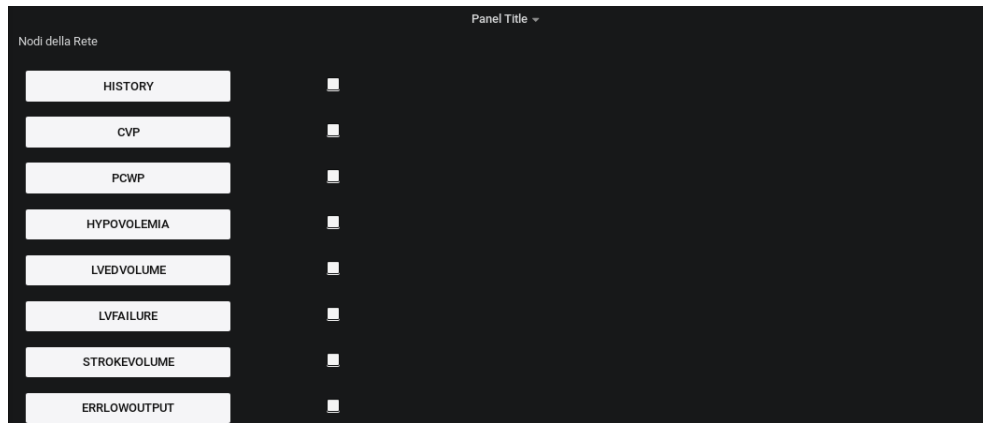 Panel Title
Nodi della Rete
HISTORY
CVP
PCWP
HYPOVOLEMIA
LVEDVOLUME
LVFAILURE
STROKEVOLUME
ERRLOWOUTPUT